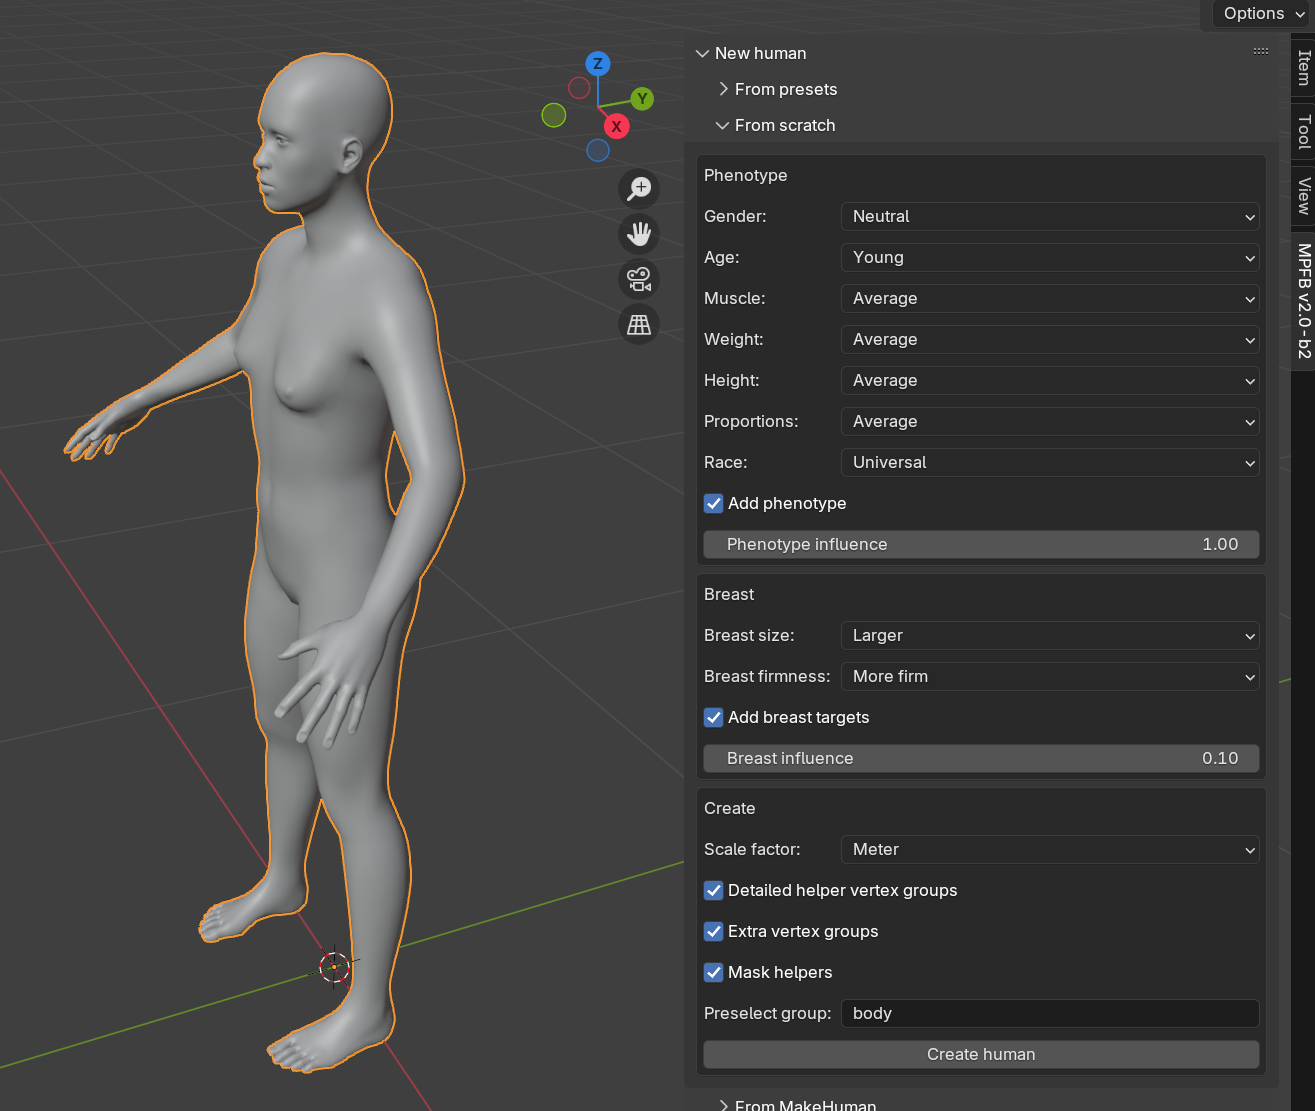 Options
New human
From presets
From scratch
Phenotype
Gender: Neutral
Age: Young
Muscle: Average
Weight: Average
Height: Average
Proportions: Average
Race: Universal
Add phenotype
Phenotype influence 1.00
Breast
Breast size: Larger
Breast firmness: More firm
Add breast targets
Breast influence 0.10
Create
Scale factor: Meter
Detailed helper vertex groups
Extra vertex groups
Mask helpers
Preselect group: body
Create human
From MakeHuman
Item
Tool
View
MPFB v2.0-b2
Z
Y
X